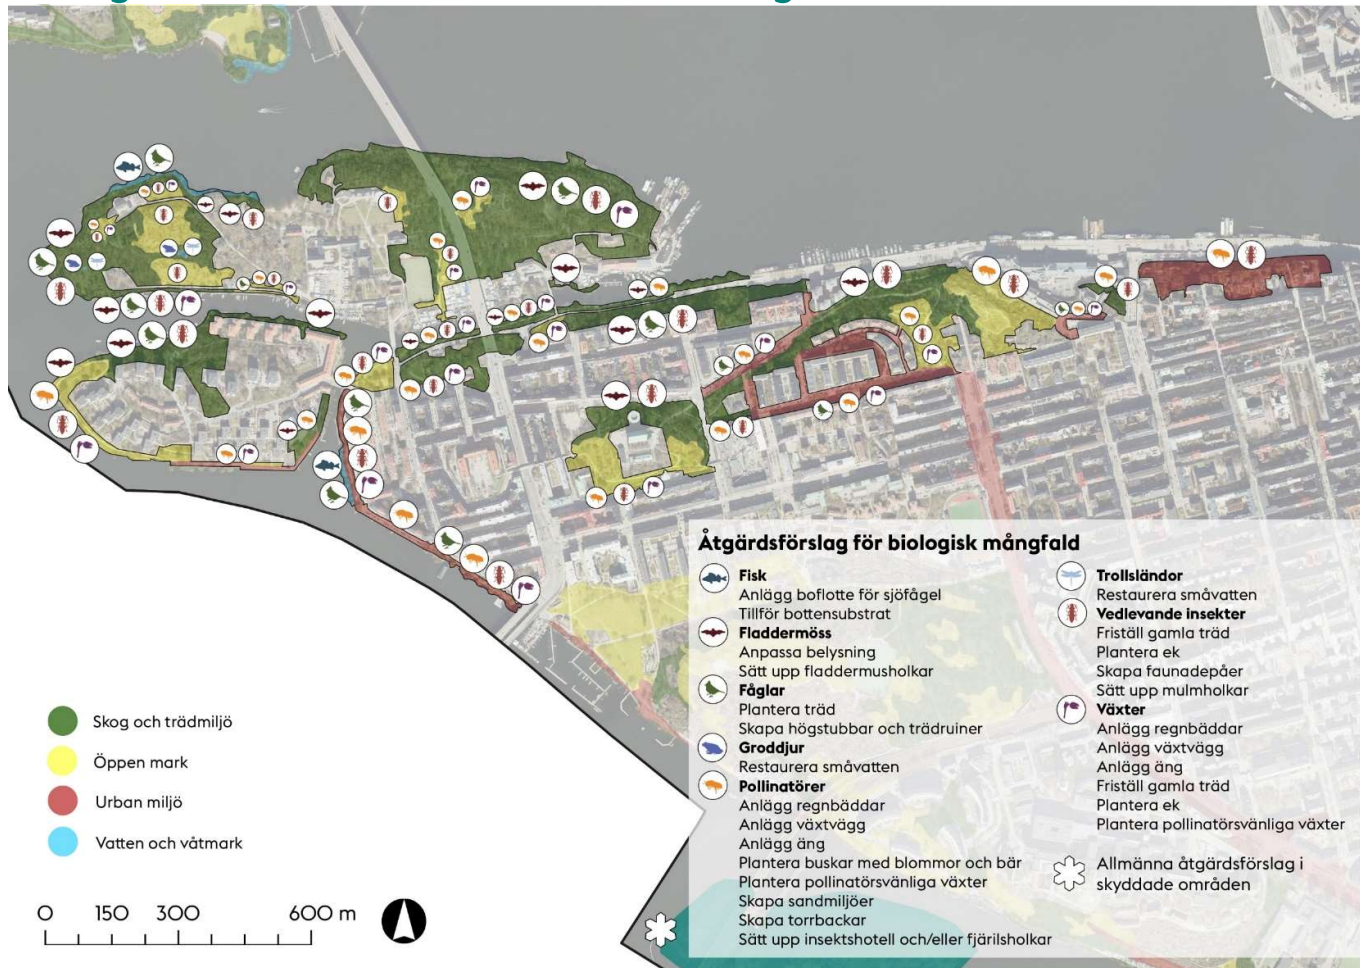 Åtgärdsförslag för biologisk mångfald
Fisk
Anlägg boflotte för sjöfågel
Tillför bottensubstrat
Fladdermöss
Anpassa belysning
Sätt upp fladdermusholkar
Fåglar
Plantera träd
Skapa högstubbar och trädruiner
Groddjur
Restaurera småvatten
Pollinatörer
Anlägg regnbäddar
Anlägg växtvägg
Anlägg äng
Plantera buskar med blommor och bär
Plantera pollinatörsvänliga växter
Skapa sandmiljöer
Skapa torrbackar
Sätt upp insektshotell och/eller fjärilsholkar
Trollsländor
Restaurera småvatten
Vedlevande insekter
Friställ gamla träd
Plantera ek
Skapa faunadepåer
Sätt upp mulmholkar
Växter
Anlägg regnbäddar
Anlägg växtvägg
Anlägg äng
Friställ gamla träd
Plantera ek
Plantera pollinatörsvänliga växter
Allmänna åtgärdsförslag i
skyddade områden
Skog och trädmiljö
Öppen mark
Urban miljö
Vatten och våtmark
0 150 300 600 m